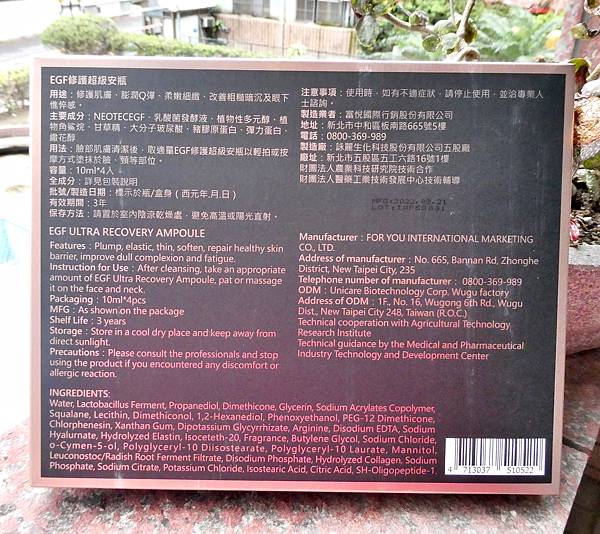 EGF修護超級安瓶
用途：修護肌膚、膨潤Q彈、柔嫩細緻、改善粗糙暗沉及眼下
憔悴感。
主要成分：NEOTECEGF、乳酸菌發酵液、植物性多元醇、植
物角鯊烷、甘草精、大分子玻尿酸、豬膠原蛋白、彈力蛋白、
纖花醇
用法：臉部肌膚清潔後，取適量EGF修護超級安瓶以輕拍或按
摩方式塗抹於臉、頸等部位。
容量：10ml*4入
全成分：詳見包裝說明
批號/製造日期：標示於瓶/盒身（西元年.月.日）
有效期間：3年
保存方法：請置於室內陰涼乾燥處，避免高溫或陽光直射。
EGF ULTRA RECOVERY AMPOULE
Features：Plump, elastic, thin, soften, repair healthy skin
barrier, improve dull complexion and fatigue.
Instruction for Use：After cleansing, take an appropriate
amount of EGF Ultra Recovery Ampoule, pat or massage
it on the face and neck.
Packaging：10ml*4pcs
MFG：As shown on the package
Shelf Life：3 years
Storage：Store in a cool dry place and keep away from
direct sunlight.
Precautions：Please consult the professionals and stop
using the product if you encountered any discomfort or
allergic reaction.
注意事項：使用時，如有不適症狀，請停止使用，並洽專業人
士諮詢。
製造業者：富悅國際行銷股份有限公司
地址：新北市中和區板南路665號5樓
電話：0800-369-989
製造廠：詠麗生化科技股份有限公司五股廠
廠址：新北市五股區五工六路16號1樓
財團法人農業科技研究院技術合作
財團法人醫藥工業技術發展中心技術輔導
MFG:2022.02.21
Manufacturer：FOR YOU INTERNATIONAL MARKETING
CO., LTD.
Address of manufacturer：No. 665, Bannan Rd, Zhonghe
District, New Taipei City, 235
Telephone number of manufacturer：0800-369-989
ODM：Unicare Biotechnology Corp. Wugu factory
Address of ODM：1F., No. 16, Wugong 6th Rd., Wugu
Dist., New Taipei City 248, Taiwan (R.O.C.)
Technical cooperation with Agricultural Technology
Research Institute
Technical guidance by the Medical and Pharmaceutical
Industry Technology and Development Center
INGREDIENTS:
Water, Lactobacillus Ferment, Propanediol, Dimethicone, Glycerin, Sodium Acrylates Copolymer,
Squalane, Lecithin, Dimethiconol, 1,2-Hexanediol, Phenoxyethanol, PEG-12 Dimethicone,
Chlorphenesin, Xanthan Gum, Dipotassium Glycyrrhizate, Arginine, Disodium EDTA, Sodium
Hyalurnate, Hydrolyzed Elastin, Isoceteth-20, Fragrance, Butylene Glycol, Sodium Chloride,
o-Cymen-5-ol, Polyglyceryl-10 Diisostearate, Polyglyceryl-10 Laurate, Mannitol,
Leuconostoc/Radish Root Ferment Filtrate, Disodium Phosphate, Hydrolyzed Collagen, Sodium
Phosphate, Sodium Citrate, Potassium Chloride, Isostearic Acid, Citric Acid, SH-Oligopeptide-1.
4 713037 510522